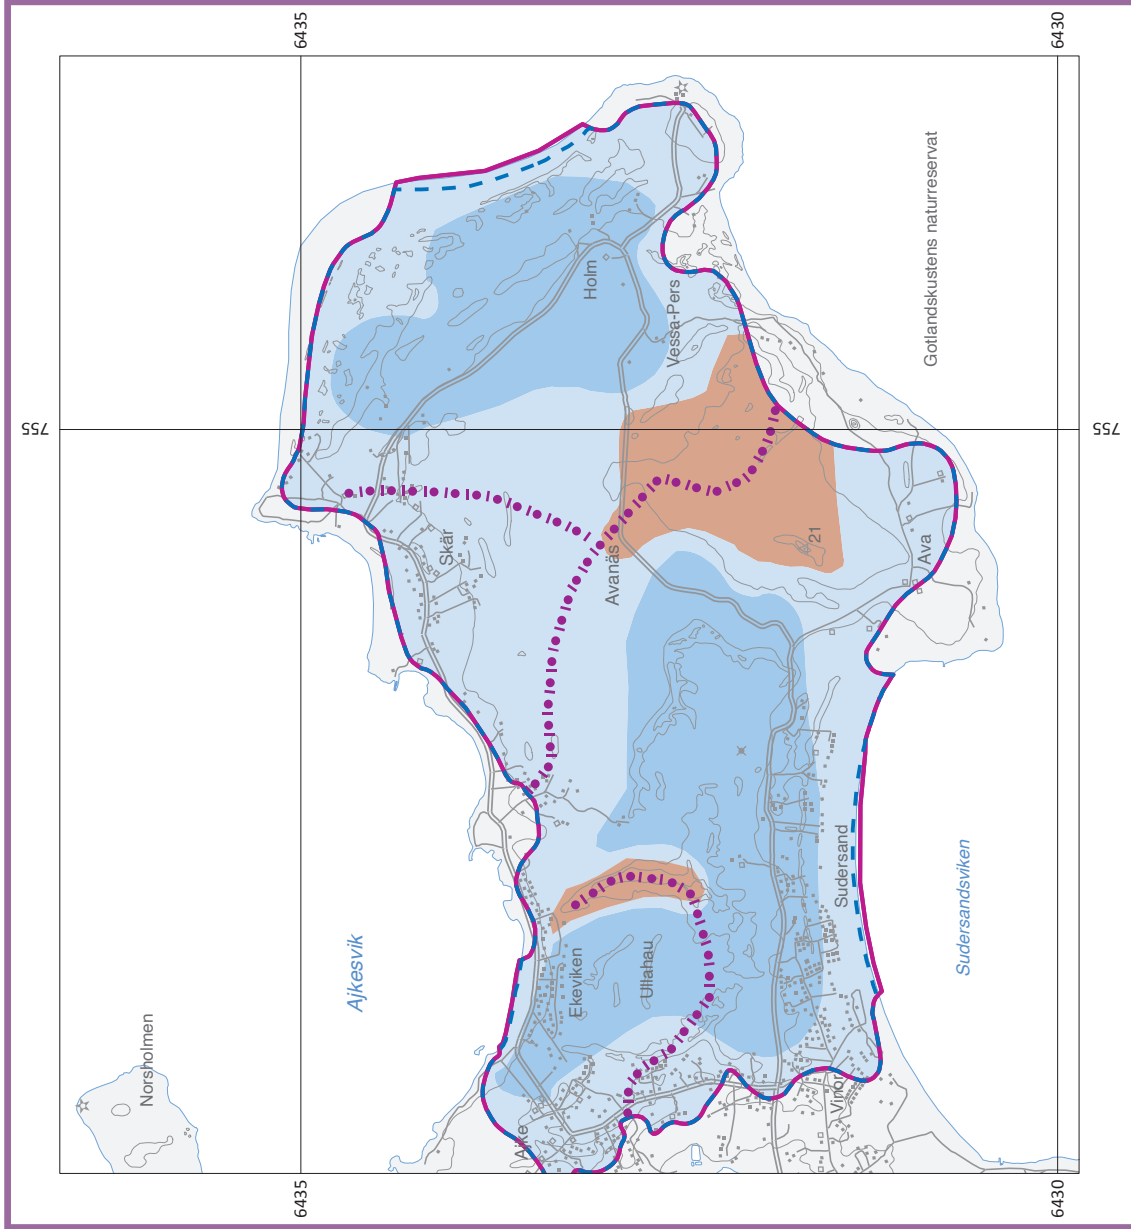 6435
6430
Gotlandskustens naturreservat
Holm
Vessa-Pers
755
755
Skär
Avanäs
21
Ava
Sudersand
Sudersandsviken
Ajkesvik
Ekeviken
Ullahau
Norsholmen
Vinor
Ajke
6435
6430